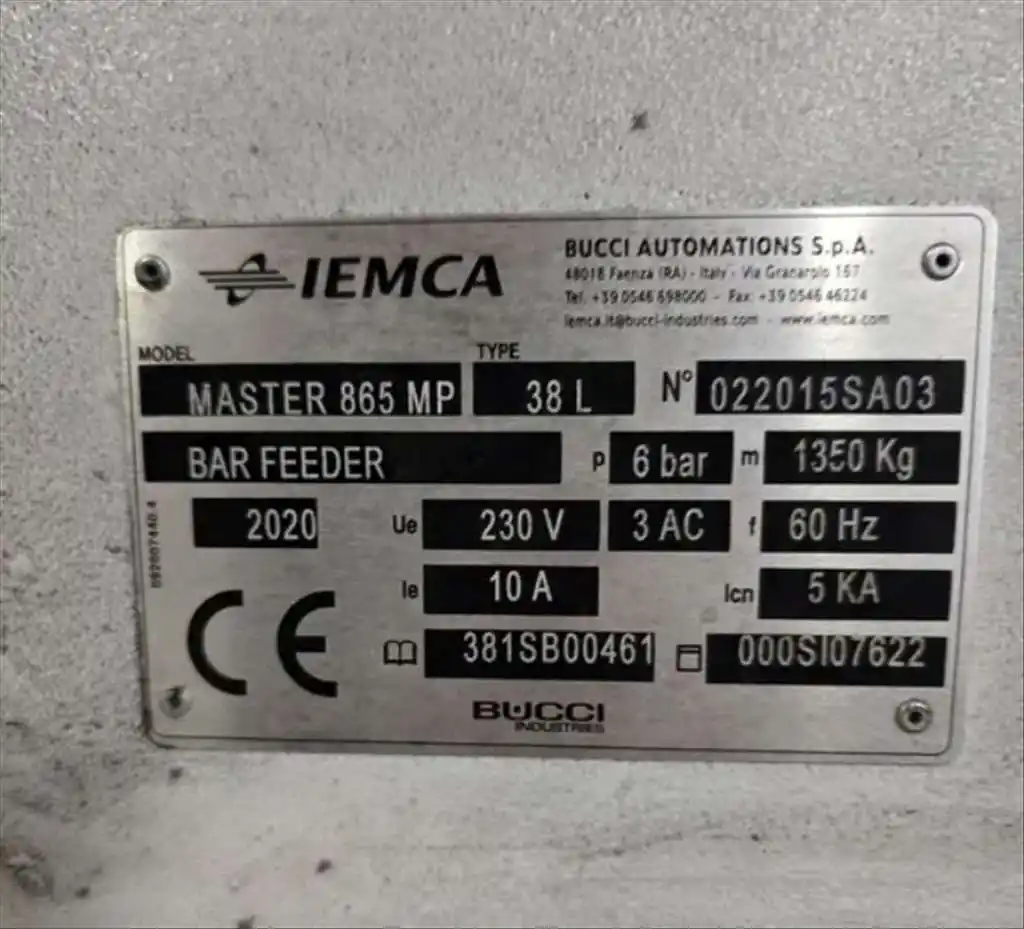 IEMCA
BUCCI AUTOMATIONS S.p.A.
48018 Faenza (RA) - Italy - Via Granarolo 167
Tel. +39 0546 698000 - Fax: +39 0546 46224
iemca.it@bucci-industries.com - www.iemca.com
MODEL TYPE
MASTER 865 MP 38 L N° 022015SA03
BAR FEEDER p 6 bar m 1350 Kg
2020 Ue 230 V 3 AC f 60 Hz
Ie 10 A Icn 5 KA
CE 381SB00461 000SI07622
BUCCI
INDUSTRIES